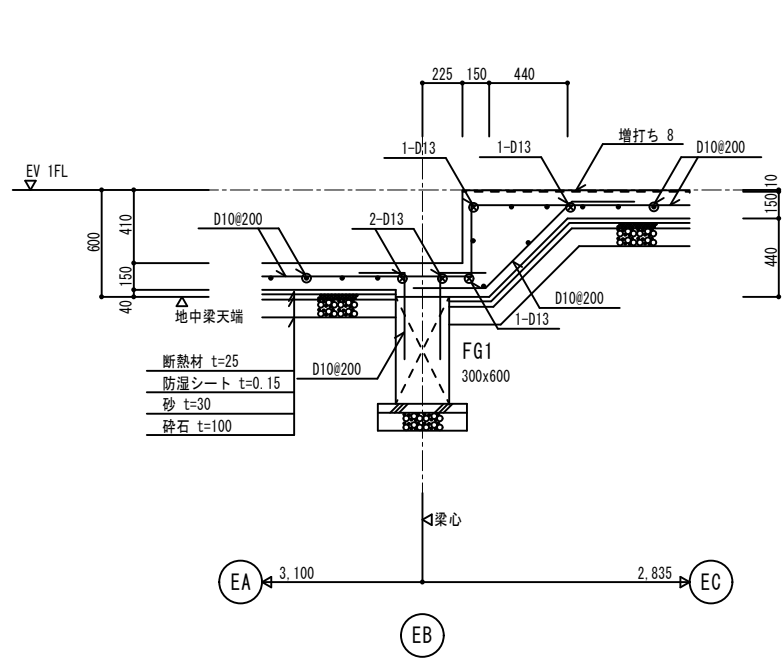 225 150 440
1-D13 1-D13 増打ち 8 D10@200
EV 1FL
10
150
440
600
410
150
40
D10@200 2-D13
地中梁天端
D10@200
1-D13
断熱材 t=25
防湿シート t=0.15
砂 t=30
砕石 t=100
D10@200
FG1
300x600
梁心
EA 3,100 2,835 EC
EB